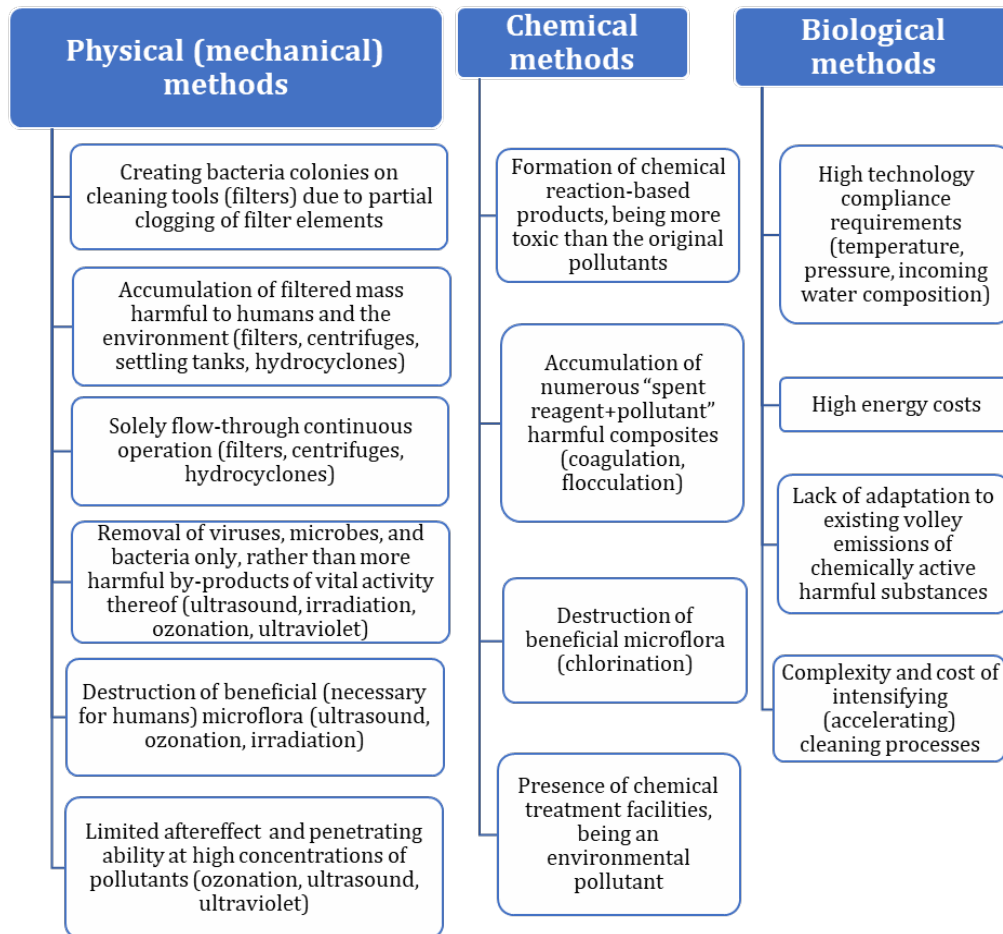 Physical (mechanical)
methods
Creating bacteria colonies on
cleaning tools (filters) due to partial
clogging of filter elements
Accumulation of filtered mass
harmful to humans and the
environment (filters, centrifuges,
settling tanks, hydrocyclones)
Solely flow-through continuous
operation (filters, centrifuges,
hydrocyclones)
Removal of viruses, microbes, and
bacteria only, rather than more
harmful by-products of vital activity
thereof (ultrasound, irradiation,
ozonation, ultraviolet)
Destruction of beneficial (necessary
for humans) microflora (ultrasound,
ozonation, irradiation)
Limited aftereffect and penetrating
ability at high concentrations of
pollutants (ozonation, ultrasound,
ultraviolet)
Chemical
methods
Formation of chemical
reaction-based
products, being more
toxic than the original
pollutants
Accumulation of
numerous “spent
reagent+pollutant”
harmful composites
(coagulation,
flocculation)
Destruction of
beneficial microflora
(chlorination)
Presence of chemical
treatment facilities,
being an
environmental
pollutant
Biological
methods
High technology
compliance
requirements
(temperature,
pressure, incoming
water composition)
High energy costs
Lack of adaptation to
existing volley
emissions of
chemically active
harmful substances
Complexity and cost of
intensifying
(accelerating)
cleaning processes